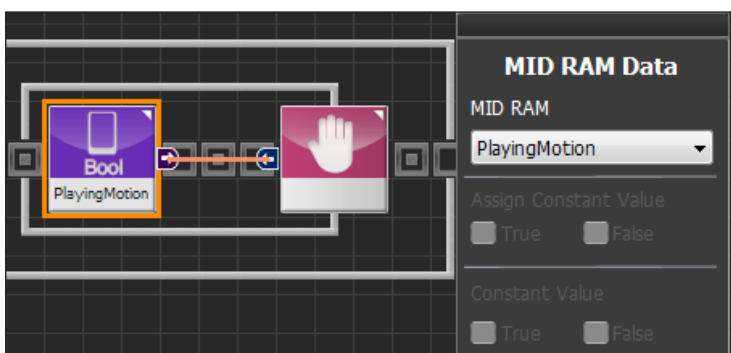 Bool
PlayingMotion
MID RAM Data
MID RAM
PlayingMotion
Assign Constant Value
True False
Constant Value
True False